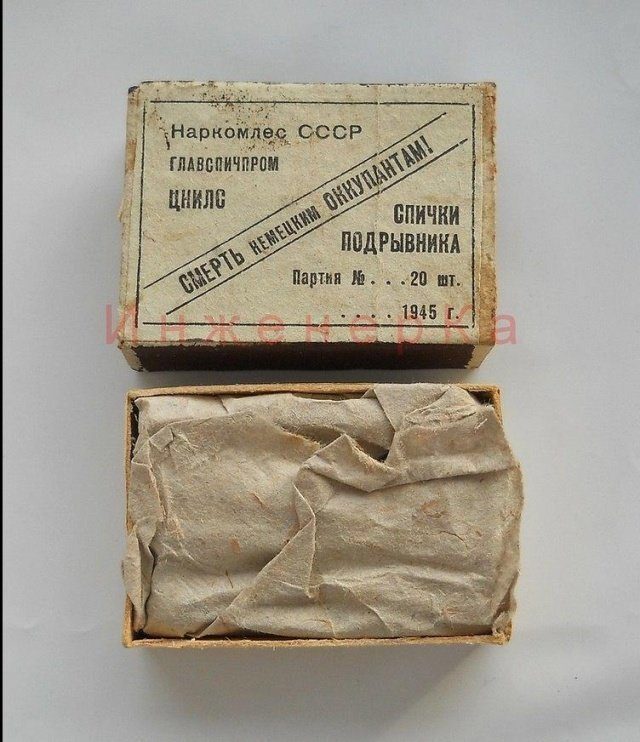 Наркомлес СССР
ГЛАВСПИЧПРОМ
ЦНИЛС
СМЕРТЬ НЕМЕЦКИМ ОККУПАНТАМ!
СПИЧКИ
ПОДРЫВНИКА
Партия № . . . 20 шт.
. . . . 1945 г.
ИнженерКа